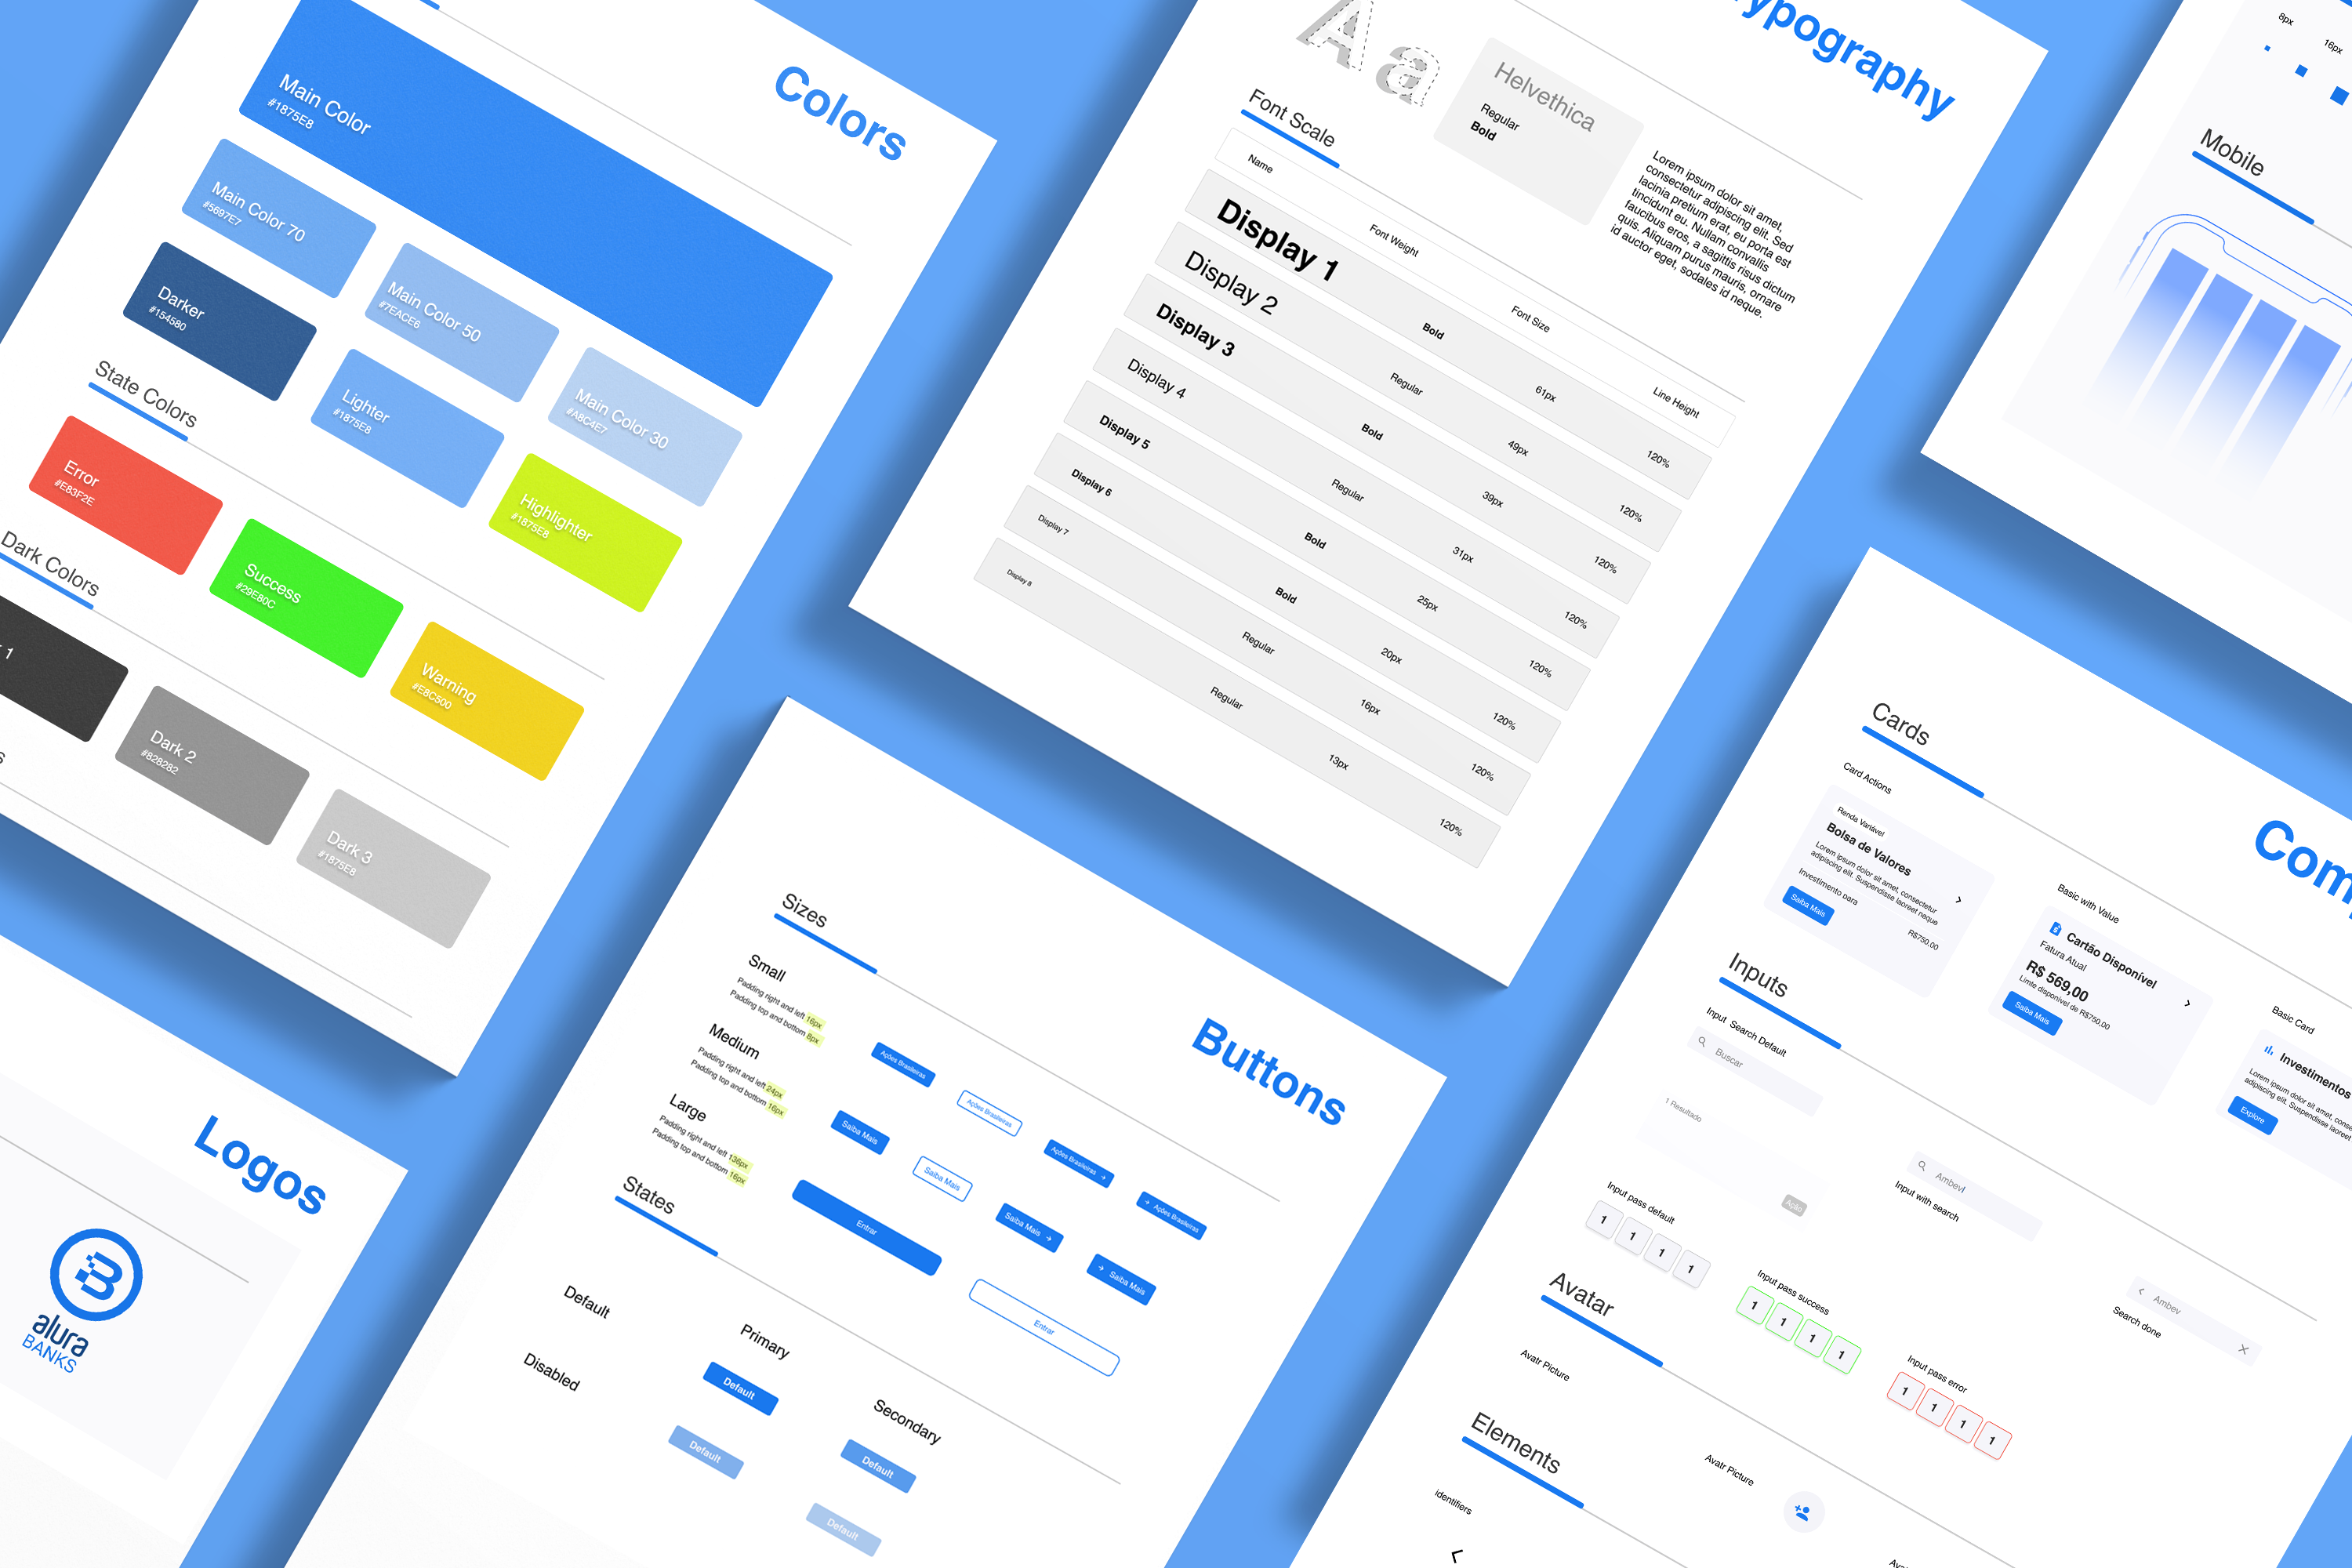 Colors
Main Color
#1875E8
Main Color 70
#5697E7
Main Color 50
#7EACE6
Main Color 30
#A8C4E7
Darker
#154580
Lighter
#1875E8
Highlighter
#1875E8
State Colors
Error
#E83F2E
Success
#29E80C
Warning
#E8C500
Dark Colors
1
Dark 2
#828282
Dark 3
#1875E8
s
Typography
Aa
Helvethica
Regular
Bold
Lorem ipsum dolor sit amet,
consectetur adipiscing elit. Sed
lacinia pretium erat, eu porta est
tincidunt eu. Nullam convallis
faucibus eros, a sagittis risus dictum
quis. Aliquam purus mauris, ornare
id auctor eget, sodales id neque.
Font Scale
Name Font Weight Font Size Line Height
Display 1 Bold 61px 120%
Display 2 Regular 49px 120%
Display 3 Bold 39px 120%
Display 4 Regular 31px 120%
Display 5 Bold 25px 120%
Display 6 Bold 20px 120%
Display 7 Regular 16px 120%
Display 8 Regular 13px 120%
8px
16px
Mobile
Logos
alura
BANKS
Buttons
Sizes
Small
Padding right and left 16px
Padding top and bottom 8px
Ações Brasileiras
Ações Brasileiras
Ações Brasileiras →
→ Ações Brasileiras
Medium
Padding right and left 24px
Padding top and bottom 16px
Saiba Mais
Saiba Mais
Saiba Mais →
→ Saiba Mais
Large
Padding right and left 136px
Padding top and bottom 16px
Entrar
Entrar
States
Primary
Secondary
Default
Default
Default
Disabled
Default
Default
Com
Cards
Card Actions
Renda Variável
Bolsa de Valores
Lorem ipsum dolor sit amet, consectetur
adipiscing elit. Suspendisse laoreet neque
Investimento para
R$750.00
Saiba Mais
Basic with Value
Cartão Disponível
Fatura Atual
R$ 569,00
Limte disponível de R$750.00
Saiba Mais
Basic Card
Investimentos
Lorem ipsum dolor sit amet, conse
adipiscing elit. Suspendisse laoreet
Explore
Inputs
Input Search Default
Buscar
1 Resultado
Ação
Ambevl
Input with search
Ambev
Search done
Input pass default
1 1 1 1
Input pass success
1 1 1 1
Input pass error
1 1 1 1
Avatar
Avatr Picture
Avatr Picture
Elements
identifiers